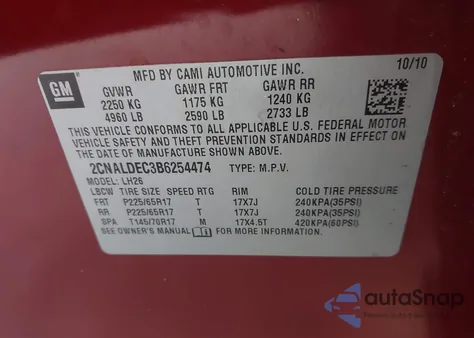 GM
MFD BY CAMI AUTOMOTIVE INC. 10/10
GVWR GAWR FRT GAWR RR
2250 KG 1175 KG 1240 KG
4960 LB 2590 LB 2733 LB
THIS VEHICLE CONFORMS TO ALL APPLICABLE U.S. FEDERAL MOTOR
VEHICLE SAFETY AND THEFT PREVENTION STANDARDS IN EFFECT
ON THE DATE OF MANUFACTURE SHOWN ABOVE.
2CNALDEC3B6254474 TYPE: M.P.V.
MODEL: LH26
LBCW TIRE SIZE SPEED RTG RIM COLD TIRE PRESSURE
FRT P225/65R17 T 17X7J 240KPA(35PSI)
RR P225/65R17 T 17X7J 240KPA(35PSI)
SPA T145/70R17 M 17X4.5T 420KPA(60PSI)
SEE OWNER'S MANUAL FOR MORE INFORMATION.
autoSnap
Permanent Auto Records